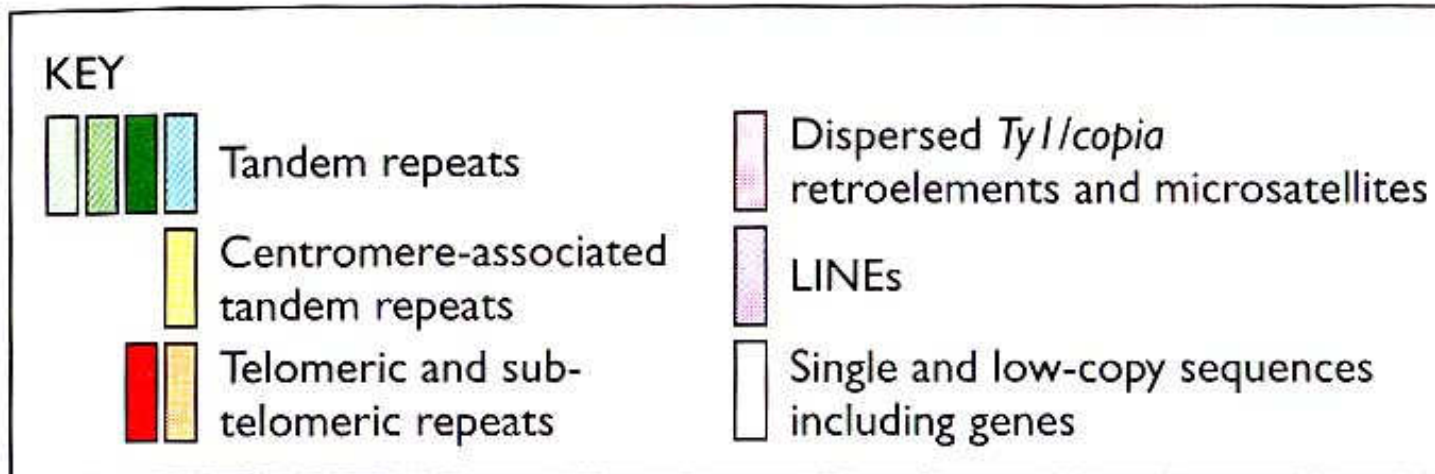 KEY
Tandem repeats
Centromere-associated
tandem repeats
Telomeric and sub-
telomeric repeats
Dispersed Ty1/copia
retroelements and microsatellites
LINEs
Single and low-copy sequences
including genes